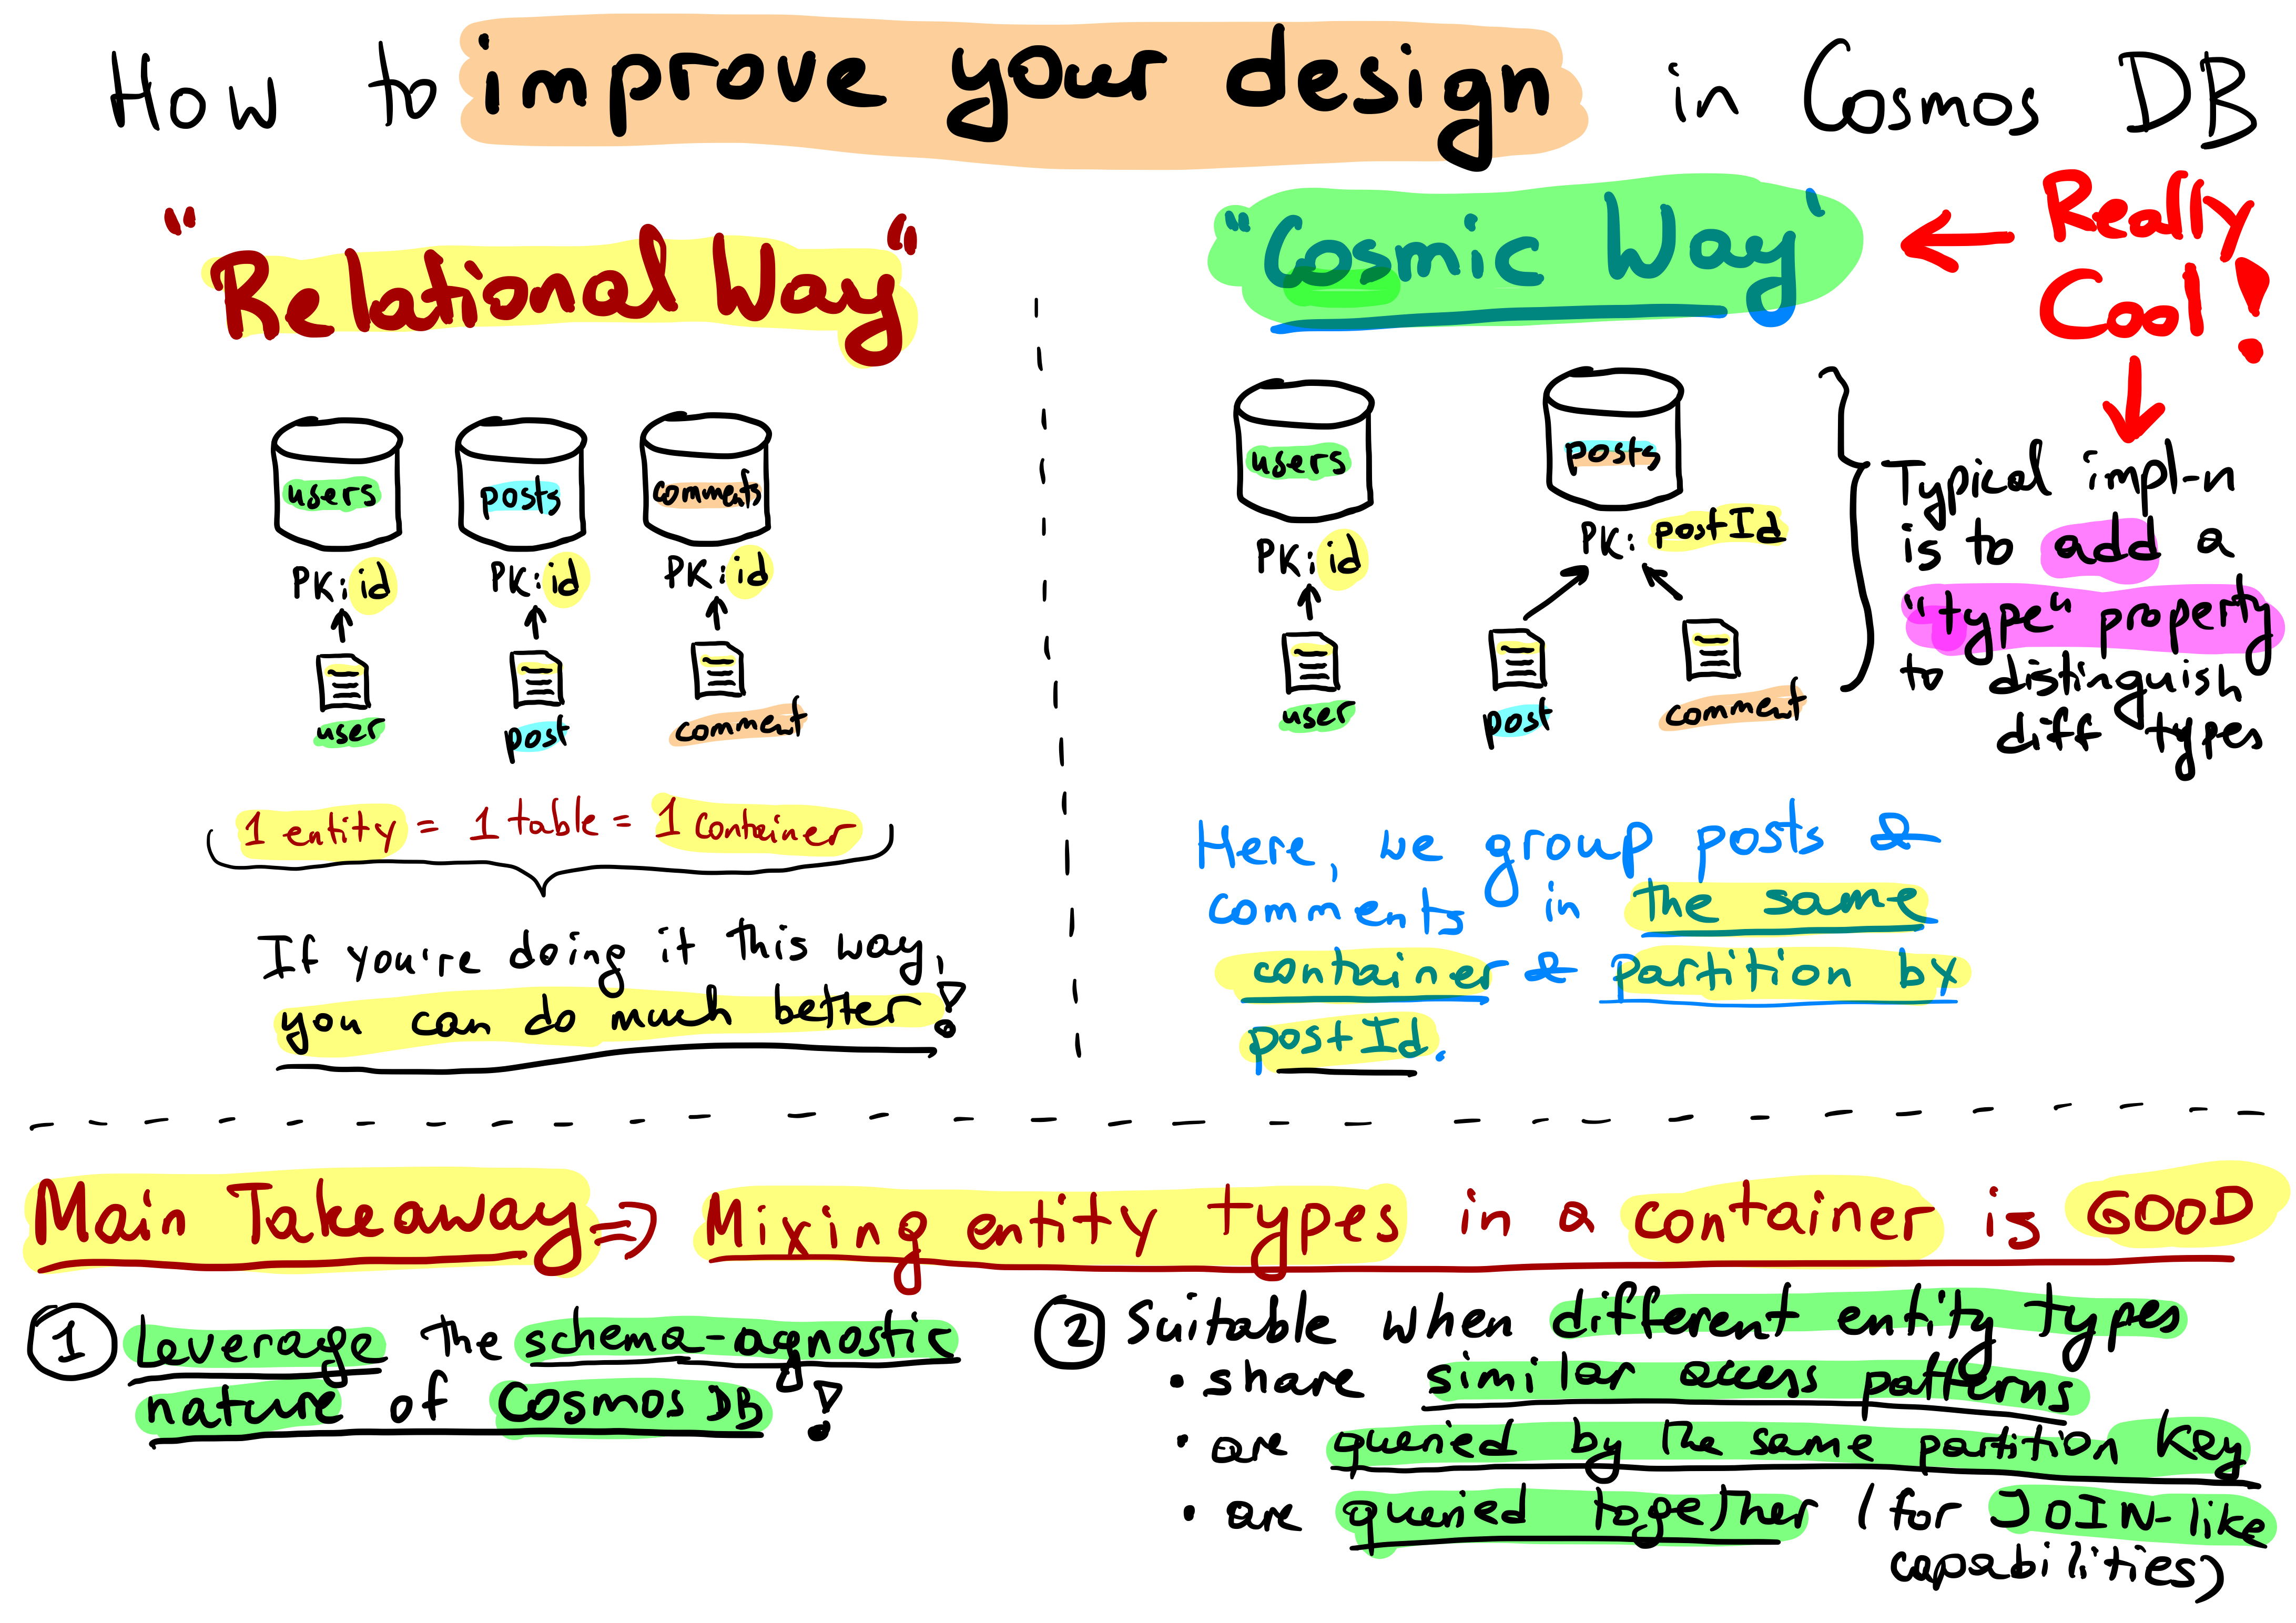 How to improve your design in Cosmos DB
"Relational Way"
users
posts
comments
PK: id
PK: id
PK: id
user
post
comment
1 entity = 1 table = 1 container
If you're doing it this way,
you can do much better!
"Cosmic Way"
Really
Cool!
users
posts
PK: id
PK: postId
user
post
comment
Typical impl-n
is to add a
"type" property
to distinguish
diff types
Here, we group posts &
comments in the same
container & partition by
postId.
Main Takeaway => Mixing entity types in a container is GOOD
1 Leverage the schema-agnostic
nature of Cosmos DB!
2 Suitable when different entity types
• share similar access patterns
• are queried by the same partition key
• are queried together (for JOIN-like
capabilities)